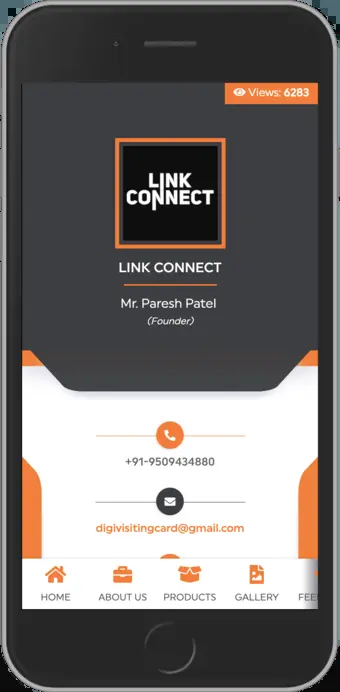 Views: 6283
LINK
CONNECT
LINK CONNECT
Mr. Paresh Patel
(Founder)
+91-9509434880
digivisitingcard@gmail.com
HOME
ABOUT US
PRODUCTS
GALLERY